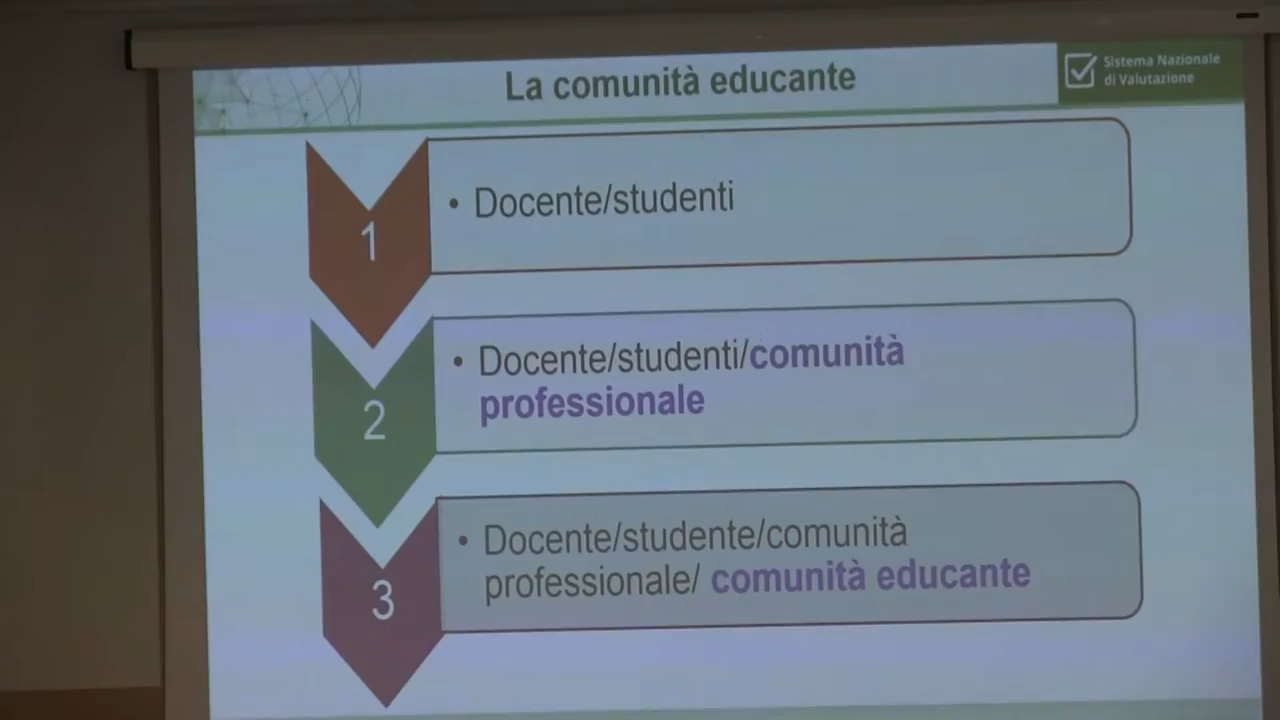 La comunità educante
Sistema Nazionale
di Valutazione
1
• Docente/studenti
2
• Docente/studenti/comunità
professionale
3
• Docente/studente/comunità
professionale/ comunità educante